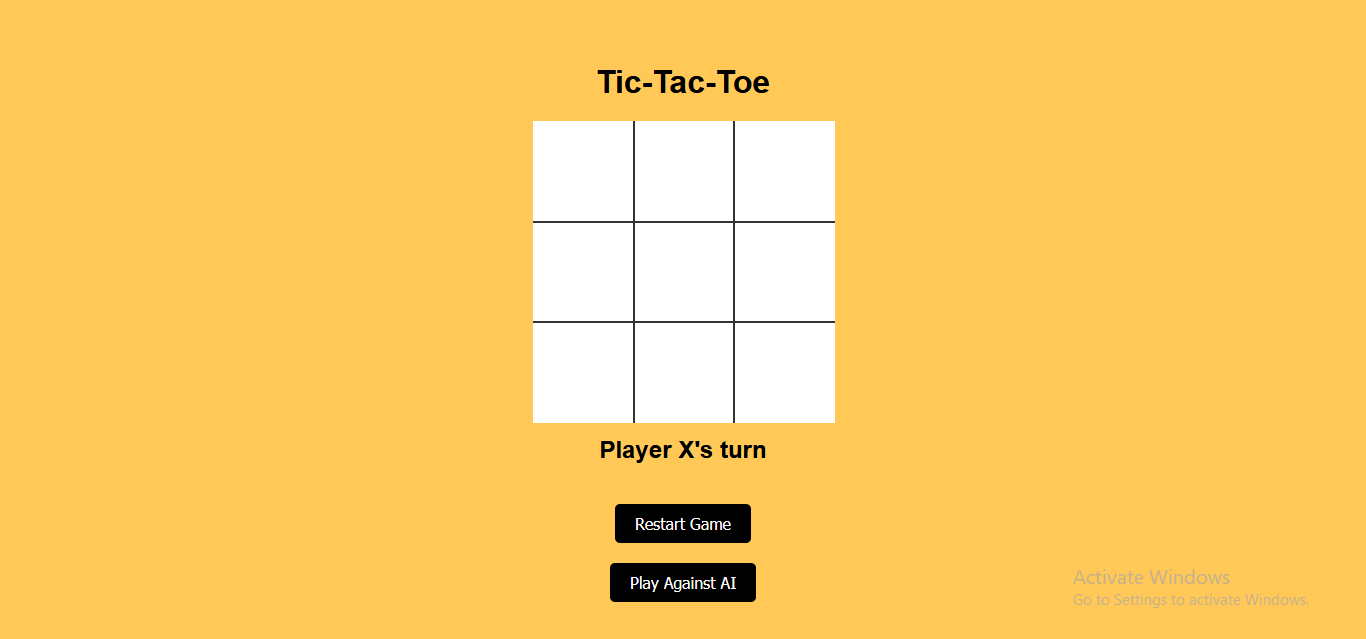 Tic-Tac-Toe
Player X's turn
Restart Game
Play Against AI
Activate Windows
Go to Settings to activate Windows.